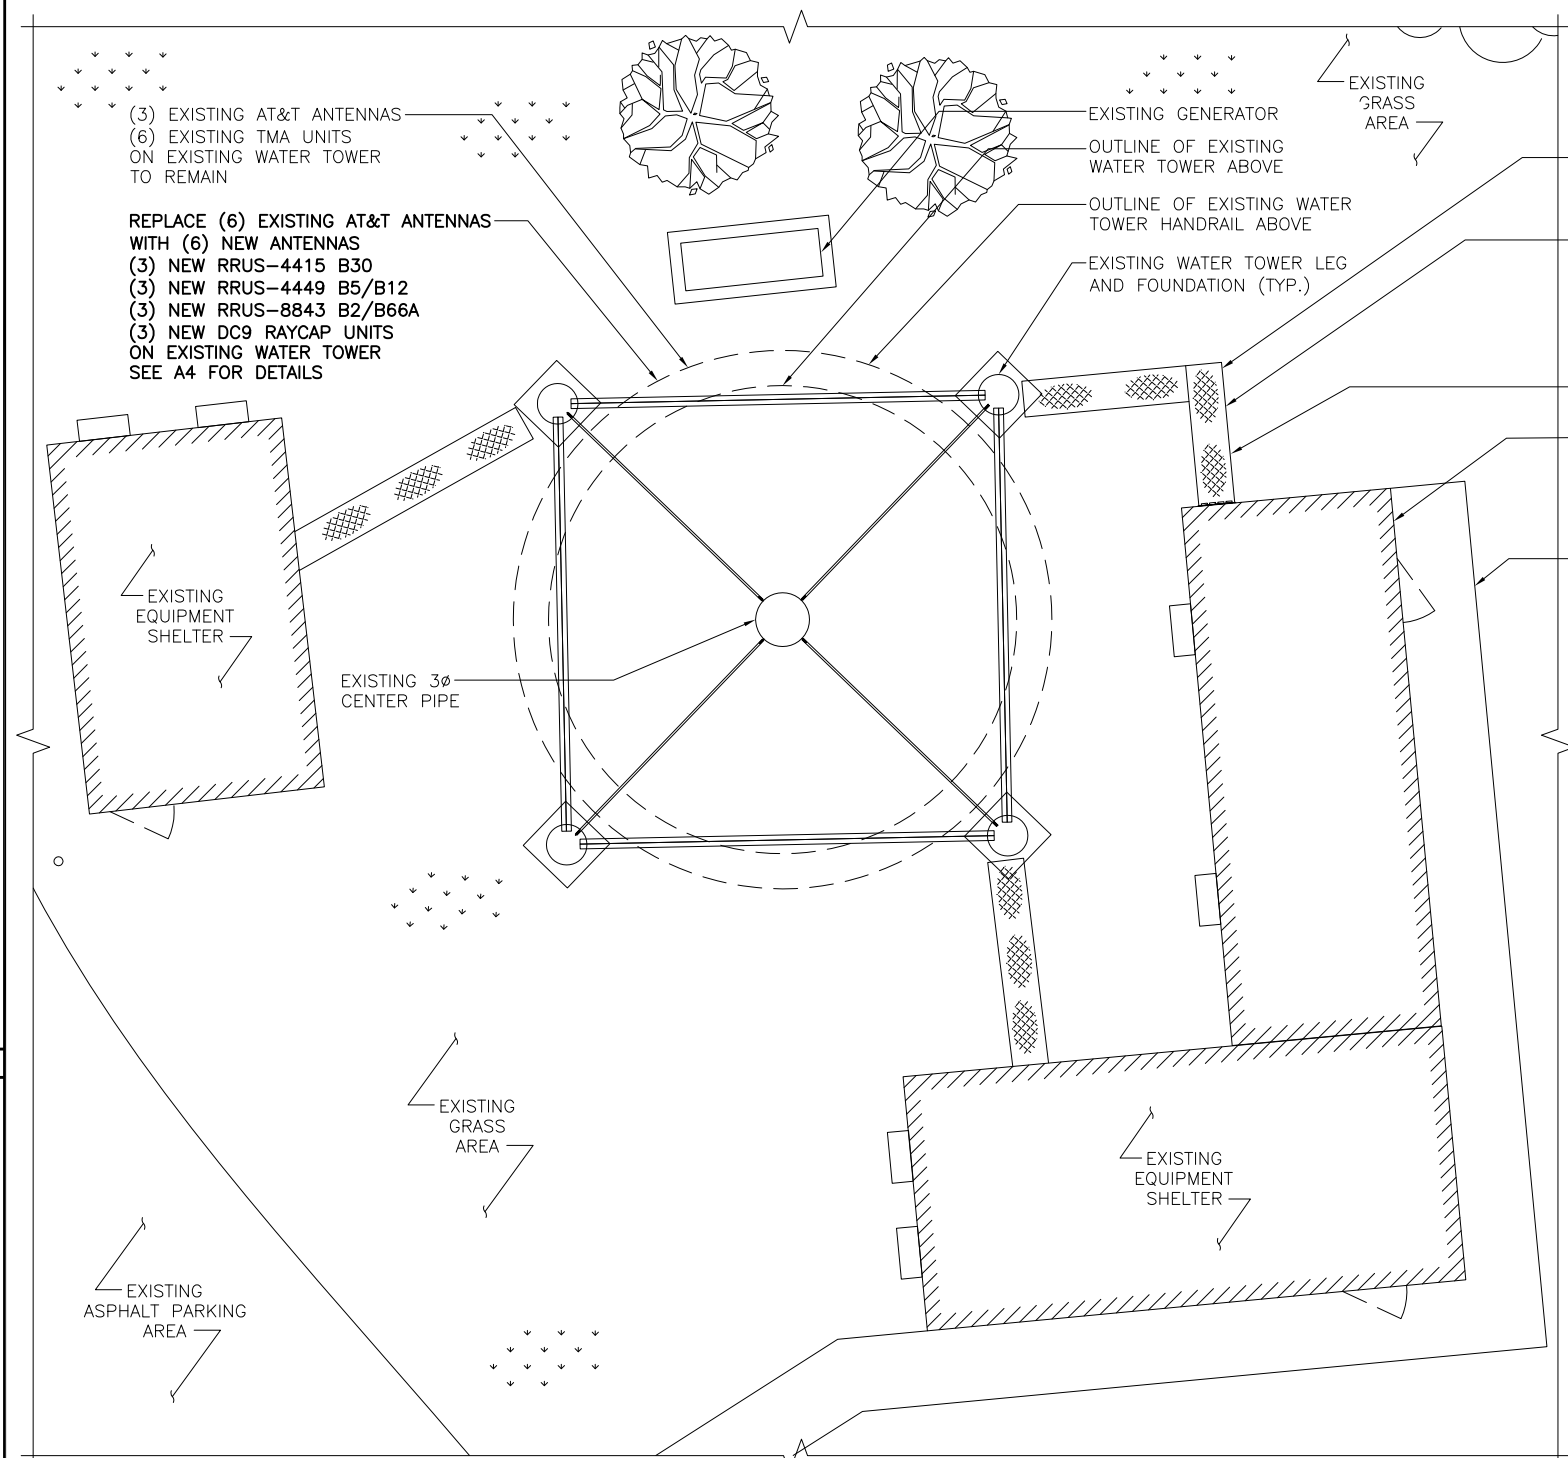 (3) EXISTING AT&T ANTENNAS
(6) EXISTING TMA UNITS
ON EXISTING WATER TOWER
TO REMAIN
REPLACE (6) EXISTING AT&T ANTENNAS
WITH (6) NEW ANTENNAS
(3) NEW RRUS-4415 B30
(3) NEW RRUS-4449 B5/B12
(3) NEW RRUS-8843 B2/B66A
(3) NEW DC9 RAYCAP UNITS
ON EXISTING WATER TOWER
SEE A4 FOR DETAILS
EXISTING GENERATOR
OUTLINE OF EXISTING
WATER TOWER ABOVE
OUTLINE OF EXISTING WATER
TOWER HANDRAIL ABOVE
EXISTING WATER TOWER LEG
AND FOUNDATION (TYP.)
EXISTING
GRASS
AREA
EXISTING
EQUIPMENT
SHELTER
EXISTING 3ø
CENTER PIPE
EXISTING
GRASS
AREA
EXISTING
EQUIPMENT
SHELTER
EXISTING
ASPHALT PARKING
AREA